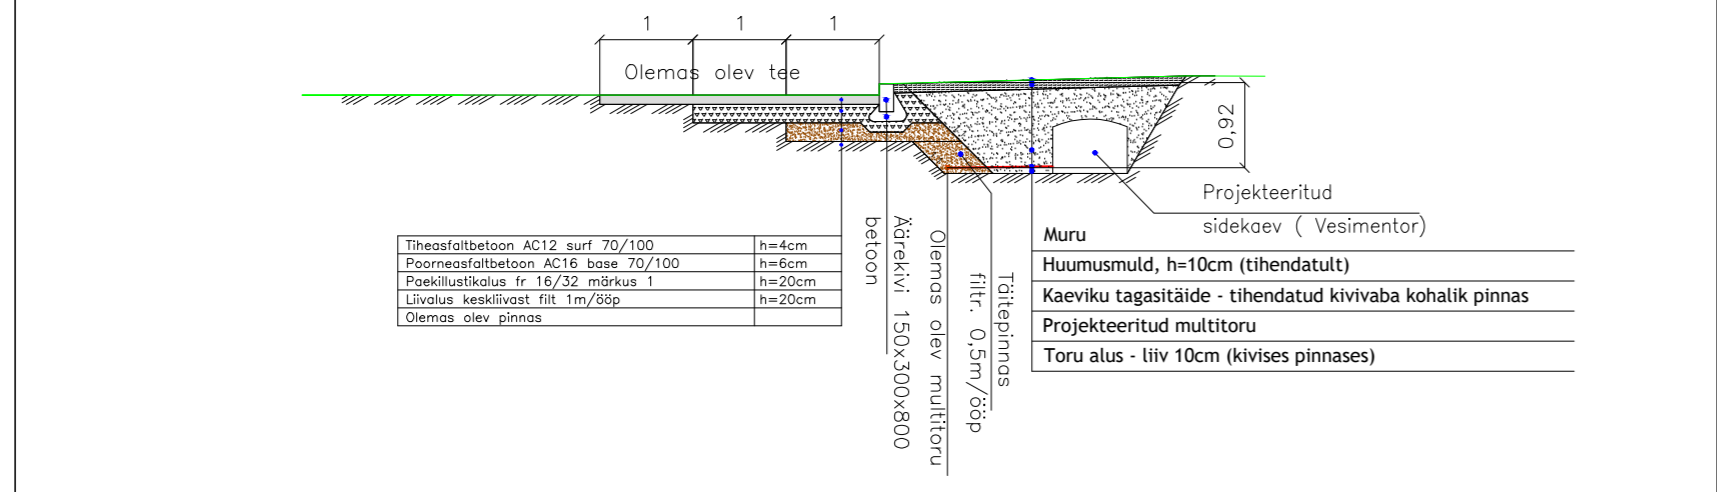 1 1 1
Olemas olev tee
0,92
Projekteeritud
sidekaev ( Vesimentor)
Tiheasfaltbetoon AC12 surf 70/100 h=4cm
Poorneasfaltbetoon AC16 base 70/100 h=6cm
Paekillustikalus fr 16/32 märkus 1 h=20cm
Liivalus keskliivast filt 1m/ööp h=20cm
Olemas olev pinnas
Äärekivi 150x300x800
betoon
Olemas olev multitoru
Täitepinnas
filtr. 0,5m/ööp
Muru
Huumusmuld, h=10cm (tihendatult)
Kaeviku tagasitäide - tihendatud kivivaba kohalik pinnas
Projekteeritud multitoru
Toru alus - liiv 10cm (kivises pinnases)